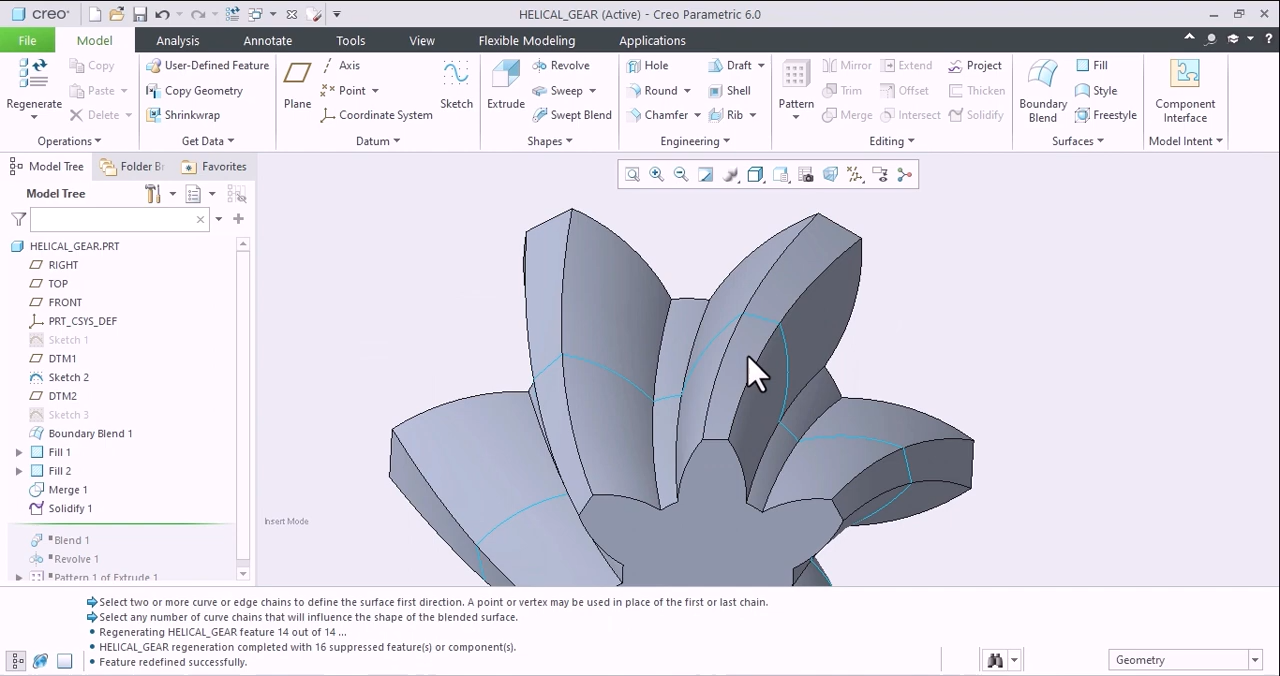 creo
HELICAL_GEAR (Active) - Creo Parametric 6.0
File Model Analysis Annotate Tools View Flexible Modeling Applications
Regenerate
Copy
Paste
Delete
Operations
User-Defined Feature
Copy Geometry
Shrinkwrap
Get Data
Plane
Axis
Point
Coordinate System
Sketch
Datum
Extrude
Revolve
Sweep
Swept Blend
Shapes
Hole
Round
Chamfer
Draft
Shell
Rib
Engineering
Pattern
Mirror
Trim
Merge
Extend
Offset
Intersect
Project
Thicken
Solidify
Editing
Boundary
Blend
Fill
Style
Freestyle
Surfaces
Component
Interface
Model Intent
Model Tree
Folder Br
Favorites
Model Tree
HELICAL_GEAR.PRT
RIGHT
TOP
FRONT
PRT_CSYS_DEF
Sketch 1
DTM1
Sketch 2
DTM2
Sketch 3
Boundary Blend 1
Fill 1
Fill 2
Merge 1
Solidify 1
Blend 1
Revolve 1
Pattern 1 of Extrude 1
Insert Mode
Select two or more curve or edge chains to define the surface first direction. A point or vertex may be used in place of the first or last chain.
Select any number of curve chains that will influence the shape of the blended surface.
• Regenerating HELICAL_GEAR feature 14 out of 14 ...
• HELICAL_GEAR regeneration completed with 16 suppressed feature(s) or component(s).
• Feature redefined successfully.
Geometry